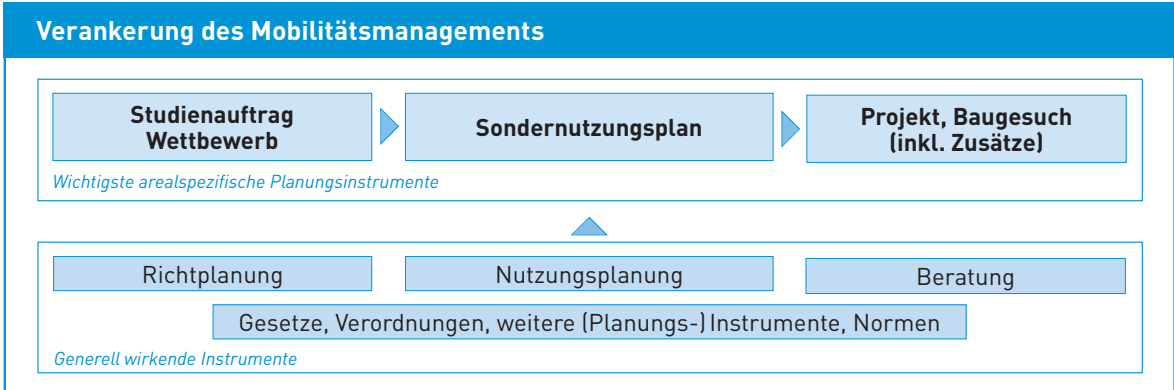 Verankerung des Mobilitätsmanagements
Studienauftrag
Wettbewerb
Sondernutzungsplan
Projekt, Baugesuch
(inkl. Zusätze)
Wichtigste arealspezifische Planungsinstrumente
Richtplanung
Nutzungsplanung
Beratung
Gesetze, Verordnungen, weitere (Planungs-) Instrumente, Normen
Generell wirkende Instrumente